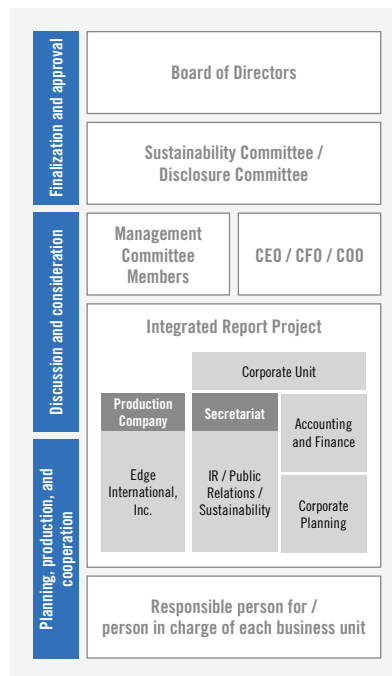 Finalization and approval
Board of Directors
Sustainability Committee /
Disclosure Committee
Discussion and consideration
Management
Committee
Members
CEO / CFO / COO
Integrated Report Project
Corporate Unit
Production
Company
Edge
International,
Inc.
Secretariat
IR / Public
Relations /
Sustainability
Accounting
and Finance
Corporate
Planning
Planning, production, and
cooperation
Responsible person for /
person in charge of each business unit